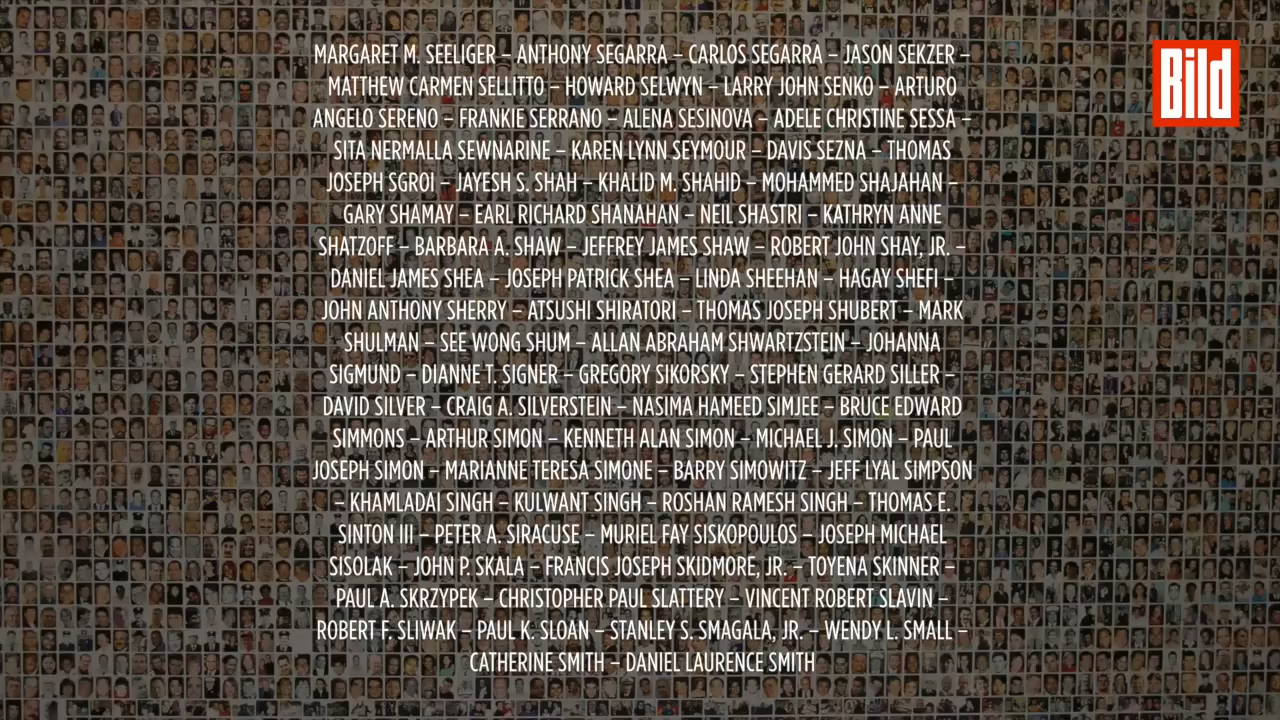 MARGARET M. SEELIGER – ANTHONY SEGARRA – CARLOS SEGARRA – JASON SEKZER –
MATTHEW CARMEN SELLITTO – HOWARD SELWYN – LARRY JOHN SENKO – ARTURO
ANGELO SERENO – FRANKIE SERRANO – ALENA SESINOVA – ADELE CHRISTINE SESSA –
SITA NERMALLA SEWNARINE – KAREN LYNN SEYMOUR – DAVIS SEZNA – THOMAS
JOSEPH SGROI – JAYESH S. SHAH – KHALID M. SHAHID – MOHAMMED SHAJAHAN –
GARY SHAMAY – EARL RICHARD SHANAHAN – NEIL SHASTRI – KATHRYN ANNE
SHATZOFF – BARBARA A. SHAW – JEFFREY JAMES SHAW – ROBERT JOHN SHAY, JR. –
DANIEL JAMES SHEA – JOSEPH PATRICK SHEA – LINDA SHEEHAN – HAGAY SHEFI –
JOHN ANTHONY SHERRY – ATSUSHI SHIRATORI – THOMAS JOSEPH SHUBERT – MARK
SHULMAN – SEE WONG SHUM – ALLAN ABRAHAM SHWARTZSTEIN – JOHANNA
SIGMUND – DIANNE T. SIGNER – GREGORY SIKORSKY – STEPHEN GERARD SILLER –
DAVID SILVER – CRAIG A. SILVERSTEIN – NASIMA HAMEED SIMJEE – BRUCE EDWARD
SIMMONS – ARTHUR SIMON – KENNETH ALAN SIMON – MICHAEL J. SIMON – PAUL
JOSEPH SIMON – MARIANNE TERESA SIMONE – BARRY SIMOWITZ – JEFF LYAL SIMPSON
– KHAMLADAI SINGH – KULWANT SINGH – ROSHAN RAMESH SINGH – THOMAS E.
SINTON III – PETER A. SIRACUSE – MURIEL FAY SISKOPOULOS – JOSEPH MICHAEL
SISOLAK – JOHN P. SKALA – FRANCIS JOSEPH SKIDMORE, JR. – TOYENA SKINNER –
PAUL A. SKRZYPEK – CHRISTOPHER PAUL SLATTERY – VINCENT ROBERT SLAVIN –
ROBERT F. SLIWAK – PAUL K. SLOAN – STANLEY S. SMAGALA, JR. – WENDY L. SMALL –
CATHERINE SMITH – DANIEL LAURENCE SMITH
Bild